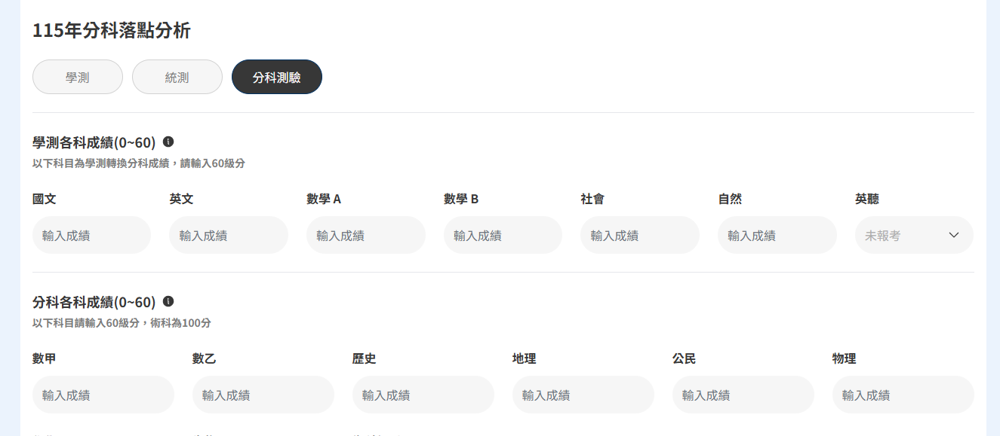 115年分科落點分析
學測 統測 分科測驗
學測各科成績(0~60)
以下科目為學測轉換分科成績，請輸入60級分
國文 英文 數學 A 數學 B 社會 自然 英聽
輸入成績 輸入成績 輸入成績 輸入成績 輸入成績 輸入成績 未報考
分科各科成績(0~60)
以下科目請輸入60級分，術科為100分
數甲 數乙 歷史 地理 公民 物理
輸入成績 輸入成績 輸入成績 輸入成績 輸入成績 輸入成績